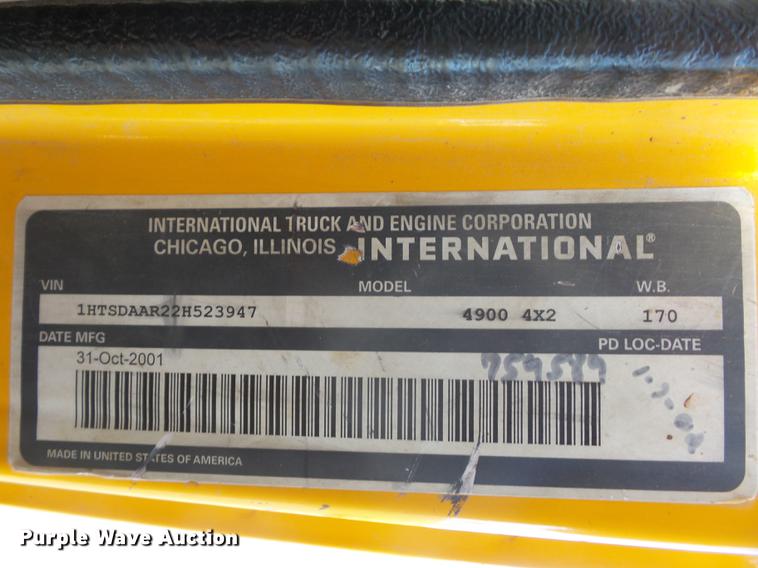 INTERNATIONAL TRUCK AND ENGINE CORPORATION
CHICAGO, ILLINOIS INTERNATIONAL®
VIN MODEL W.B.
1HTSDAAR22H523947 4900 4X2 170
DATE MFG PD LOC-DATE
31-Oct-2001 759589
MADE IN UNITED STATES OF AMERICA
Purple Wave Auction